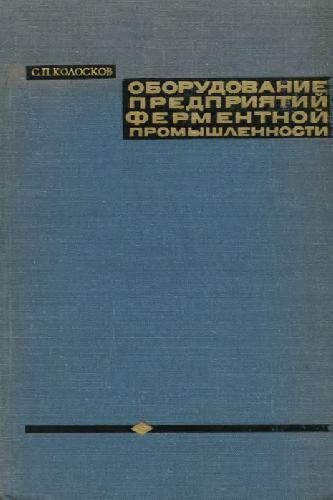 С.П.КОЛОСКОВ
ОБОРУДОВАНИЕ
ПРЕДПРИЯТИЙ
ФЕРМЕНТНОЙ
ПРОМЫШЛЕННОСТИ